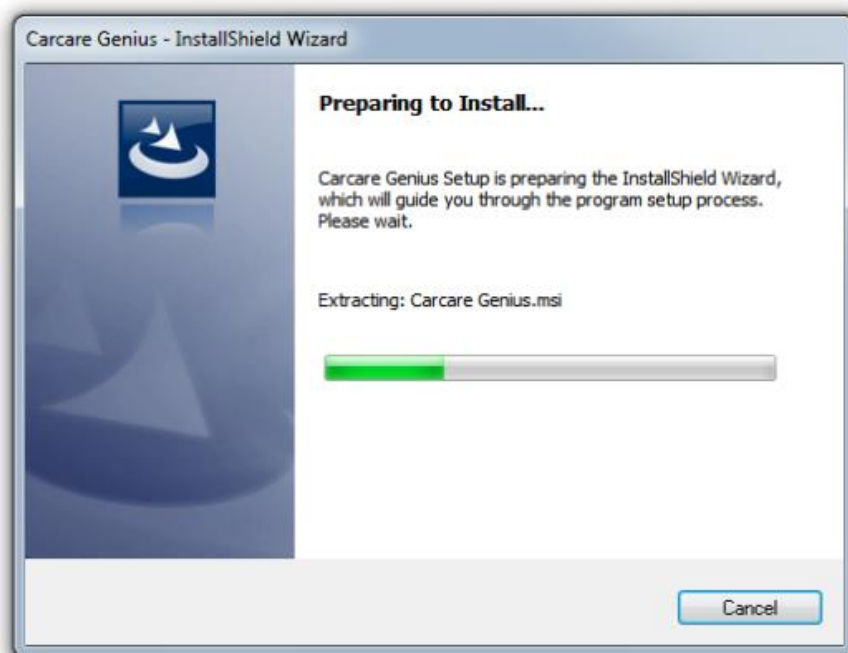 Carcare Genius - InstallShield Wizard
Preparing to Install...
Carcare Genius Setup is preparing the InstallShield Wizard,
which will guide you through the program setup process.
Please wait.
Extracting: Carcare Genius.msi
Cancel